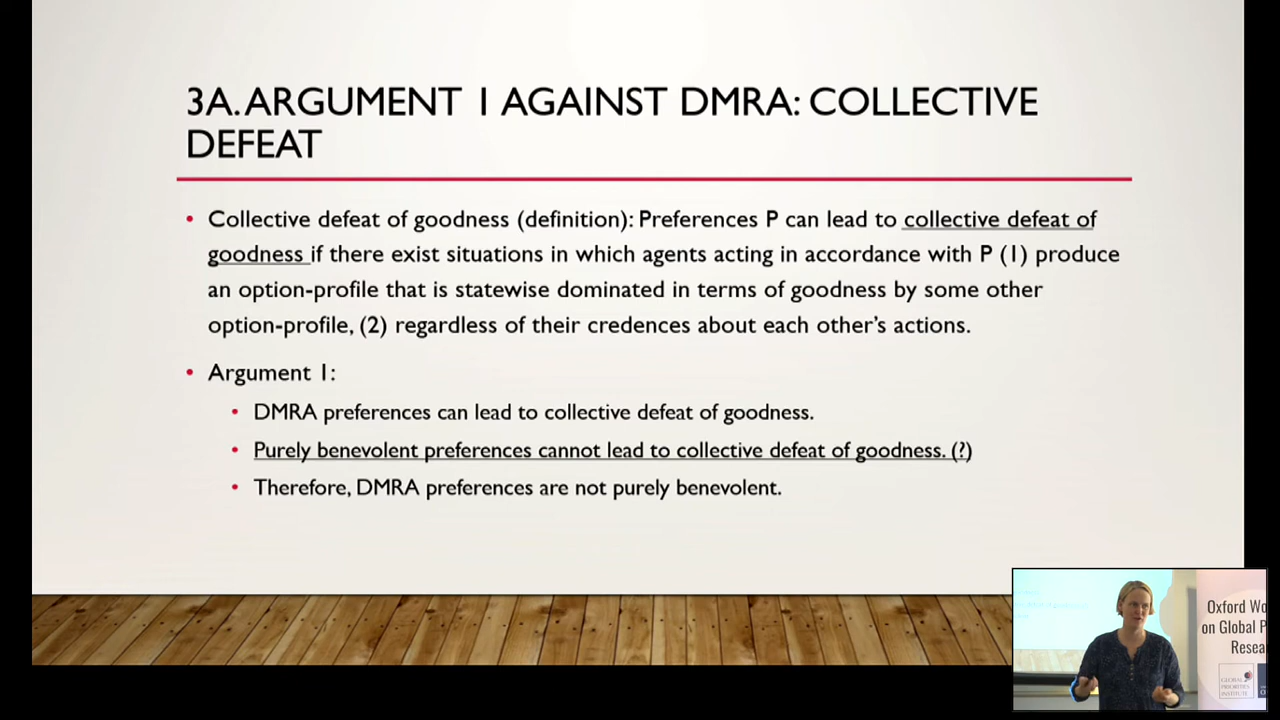 3A. ARGUMENT 1 AGAINST DMRA: COLLECTIVE
DEFEAT
• Collective defeat of goodness (definition): Preferences P can lead to collective defeat of
goodness if there exist situations in which agents acting in accordance with P (1) produce
an option-profile that is statewise dominated in terms of goodness by some other
option-profile, (2) regardless of their credences about each other's actions.
• Argument 1:
• DMRA preferences can lead to collective defeat of goodness.
• Purely benevolent preferences cannot lead to collective defeat of goodness. (?)
• Therefore, DMRA preferences are not purely benevolent.
Oxford Wo
on Global P
Resea
GLOBAL
PRIORITIES
INSTITUTE